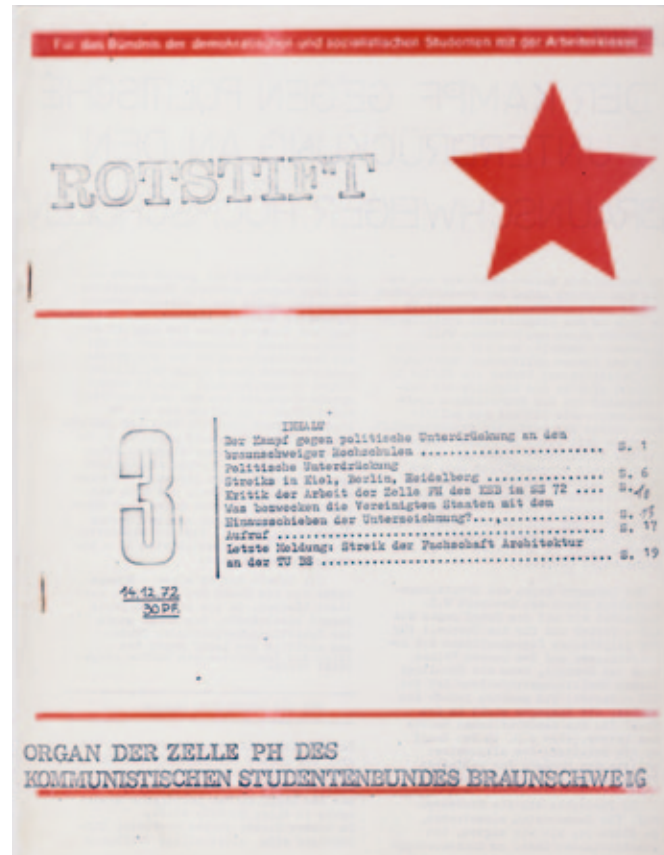 Für das Bündnis der demokratischen und sozialistischen Studenten mit der Arbeiterklasse
ROTSTIFT
3
14.12.72
30 PF.
INHALT
Der Kampf gegen politische Unterdrückung an den
braunschweiger Hochschulen ........................ S. 1
Politische Unterdrückung
Streiks in Kiel, Berlin, Heidelberg ............... S. 6
Kritik der Arbeit der Zelle PH des KSB im SS 72 .... S.
Was bezwecken die Vereinigten Staaten mit dem
Hinausschieben der Unterzeichnung?................. S. 15
Aufruf ............................................ S. 17
Letzte Meldung: Streik der Fachschaft Architektur
an der TU BS ...................................... S. 19
ORGAN DER ZELLE PH DES
KOMMUNISTISCHEN STUDENTENBUNDES BRAUNSCHWEIG